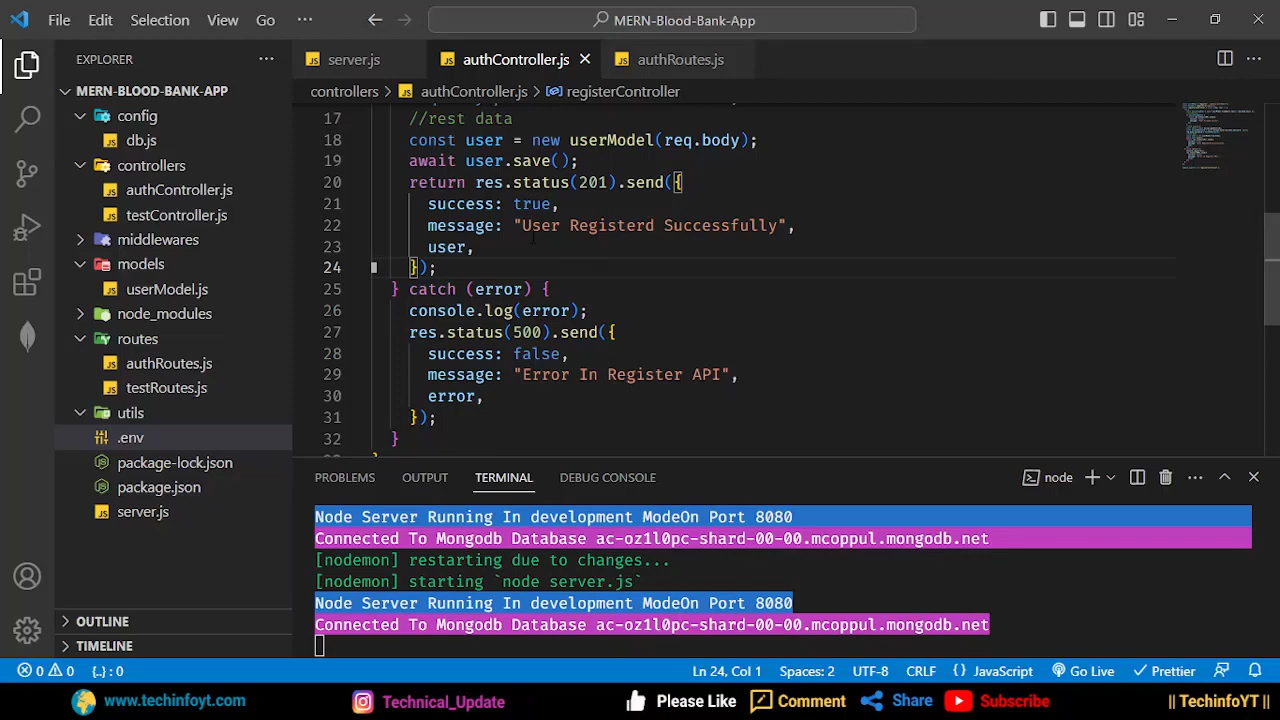 File Edit Selection View Go ··· MERN-Blood-Bank-App
EXPLORER ···
MERN-BLOOD-BANK-APP
config
db.js
controllers
authController.js
testController.js
middlewares
models
userModel.js
node_modules
routes
authRoutes.js
testRoutes.js
utils
.env
package-lock.json
package.json
server.js
OUTLINE
TIMELINE
server.js authController.js authRoutes.js
controllers > authController.js > registerController
17 //rest data
18 const user = new userModel(req.body);
19 await user.save();
20 return res.status(201).send({
21 success: true,
22 message: "User Registerd Successfully",
23 user,
24 });
25 } catch (error) {
26 console.log(error);
27 res.status(500).send({
28 success: false,
29 message: "Error In Register API",
30 error,
31 });
32 }
PROBLEMS OUTPUT TERMINAL DEBUG CONSOLE node
Node Server Running In development ModeOn Port 8080
Connected To Mongodb Database ac-oz1l0pc-shard-00-00.mcoppul.mongodb.net
[nodemon] restarting due to changes...
[nodemon] starting `node server.js`
Node Server Running In development ModeOn Port 8080
Connected To Mongodb Database ac-oz1l0pc-shard-00-00.mcoppul.mongodb.net
0 0 {..} : 0 Ln 24, Col 1 Spaces: 2 UTF-8 CRLF {} JavaScript Go Live Prettier
www.techinfoyt.com Technical_Update Please Like Comment Share Subscribe || TechinfoYT ||